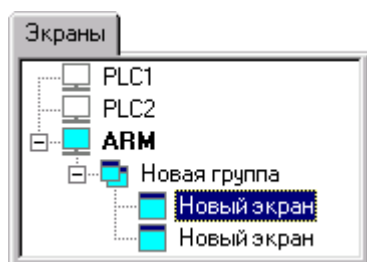 Экраны
PLC1
PLC2
ARM
Новая группа
Новый экран
Новый экран